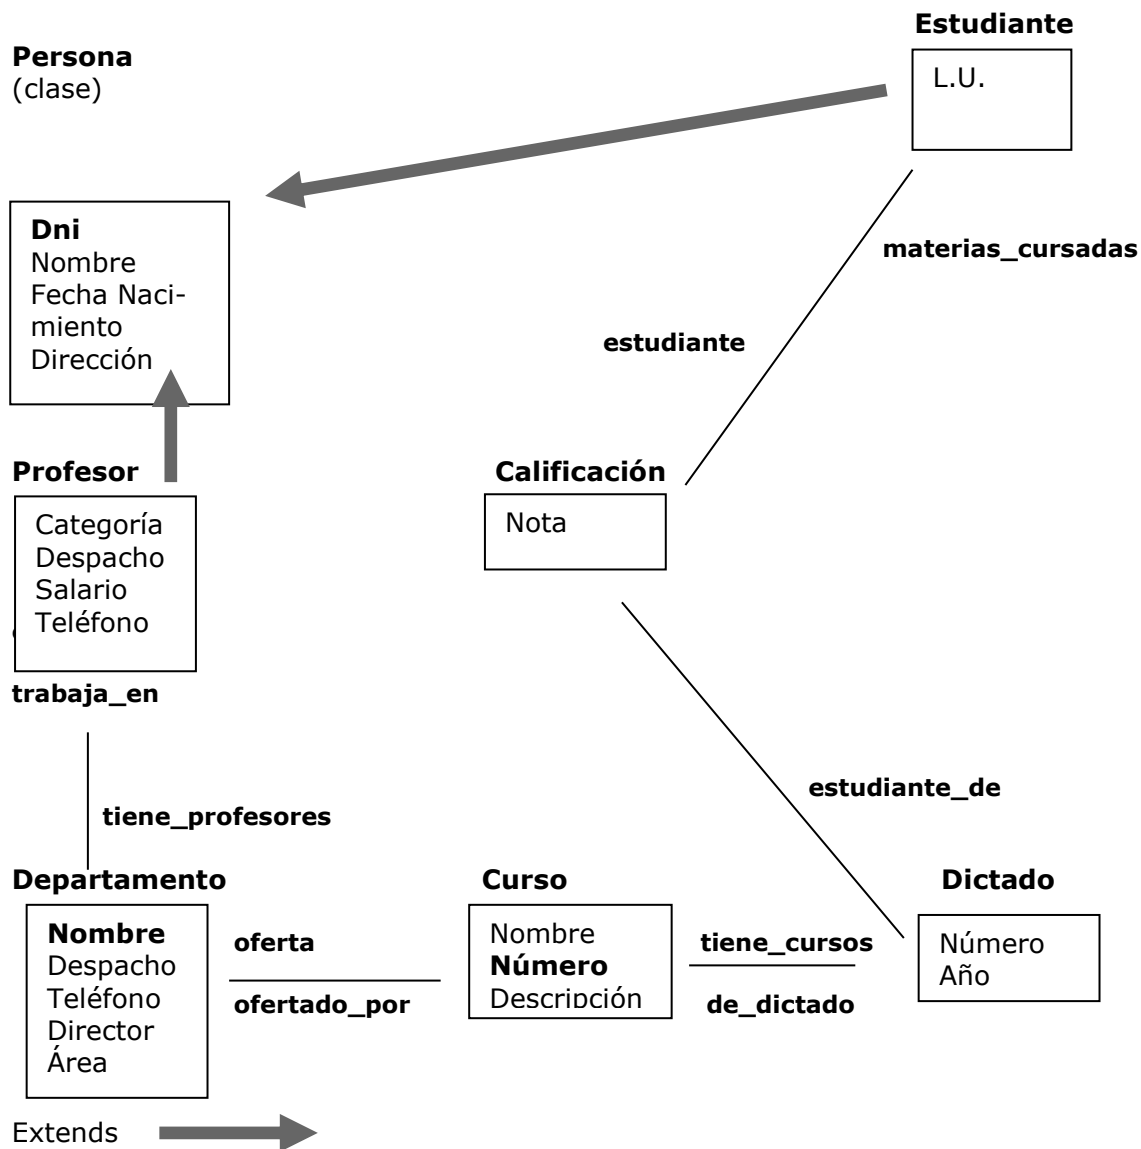 Estudiante
Persona
(clase)
L.U.
Dni
Nombre
Fecha Naci-
miento
Dirección
materias_cursadas
estudiante
Profesor
Categoría
Despacho
Salario
Teléfono
Calificación
Nota
trabaja_en
tiene_profesores
estudiante_de
Departamento
Nombre
Despacho
Teléfono
Director
Área
oferta
ofertado_por
Curso
Nombre
Número
Descripción
tiene_cursos
de_dictado
Dictado
Número
Año
Extends